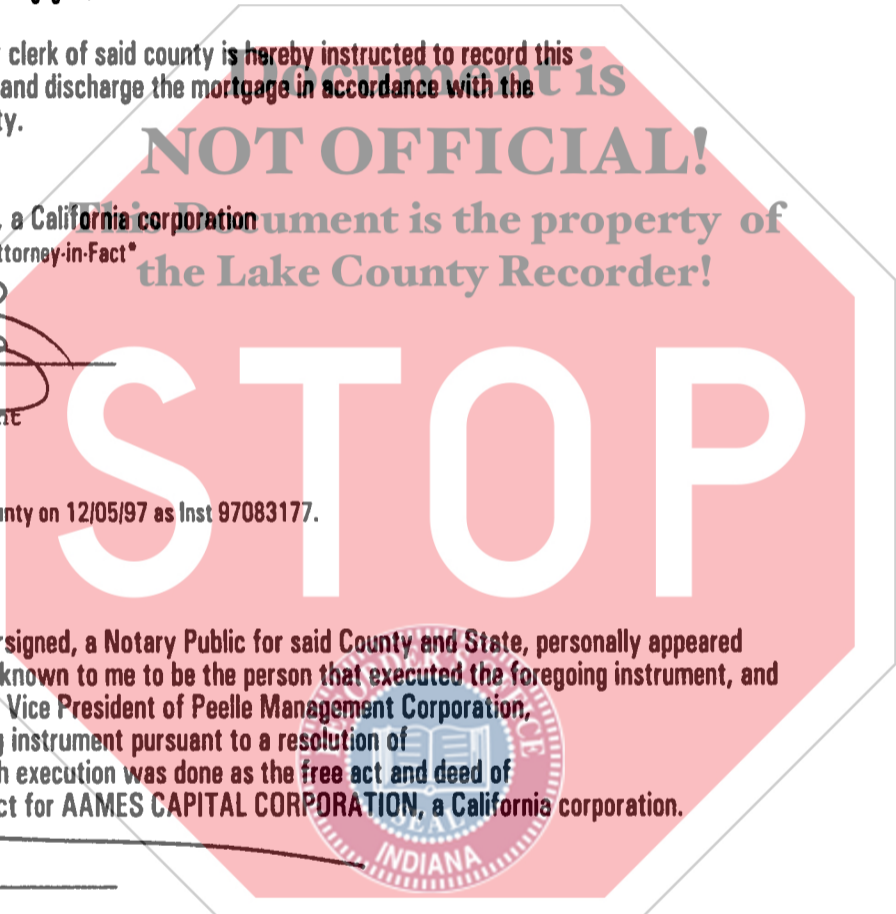 clerk of said county is hereby instructed to record this
Document is
and discharge the mortgage in accordance with the
ty.
NOT OFFICIAL!
, a California corporation
This Document is the property of
ttorney-in-Fact*
the Lake County Recorder!
STOP
nt
nty on 12/05/97 as Inst 97083177.
rsigned, a Notary Public for said County and State, personally appeared
known to me to be the person that executed the foregoing instrument, and
Vice President of Peelle Management Corporation,
g instrument pursuant to a resolution of
h execution was done as the free act and deed of
ct for AAMES CAPITAL CORPORATION, a California corporation.
RECORDER'S OFFICE
SEAL
INDIANA